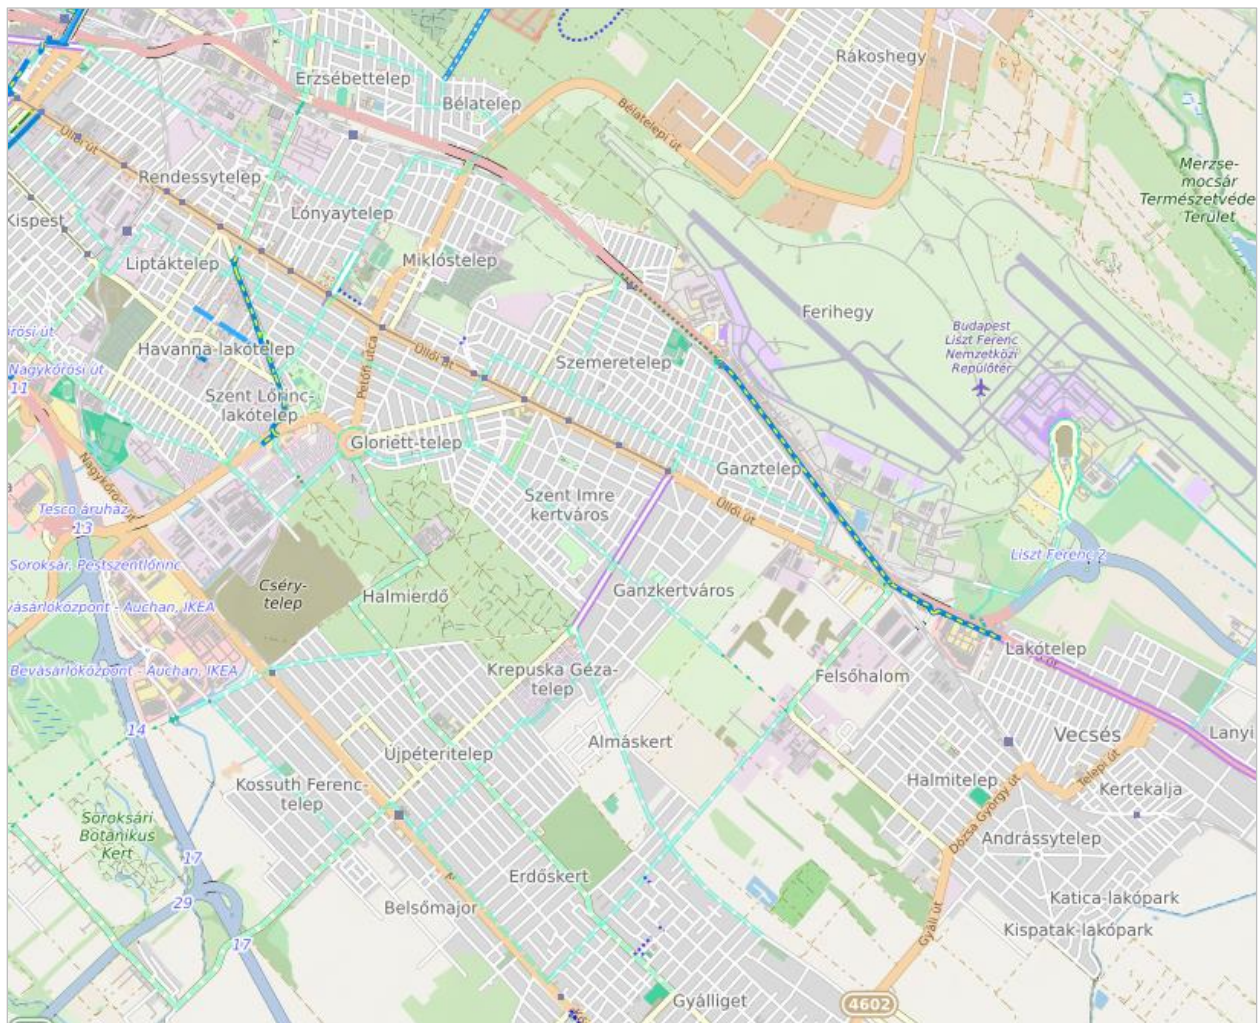 Rákoshegy
Erzsébettelep
Bélatelep
Bélatelepi út
Üllői út
Merzse-
mocsár
Természetvéde
Terület
Rendessytelep
Lónyaytelep
Kispest
Liptáktelep
Miklóstelep
Ferihegy
Budapest
Liszt Ferenc
Nemzetközi
Repülőtér
Havanna-lakótelep
Üllői út
Szemeretelep
Nagykőrösi út
11
Petőfi utca
Szent Lőrinc-
lakótelep
Gloriett-telep
Ganztelep
Nagykőrösi út
Szent Imre
kertváros
Üllői út
Tesco áruház
13
Liszt Ferenc 2
Soroksár, Pestszentlőrinc
Cséry-
telep
Halmierdő
Ganzkertváros
vásárlóközpont - Auchan, IKEA
Lakótelep
Bevásárlóközpont - Auchan, IKEA
Krepuska Géza-
telep
Felsőhalom
14
Almáskert
Vecsés
Lanyi
Újpéteritelep
Kossuth Ferenc-
telep
Halmitelep
Telepi út
Kertekalja
Dózsa György út
Soroksári
Botanikus
Kert
Andrássytelep
17
Erdőskert
29
Belsőmajor
Katica-lakópark
Gyáli út
Kispatak-lakópark
17
Gyálliget
4602